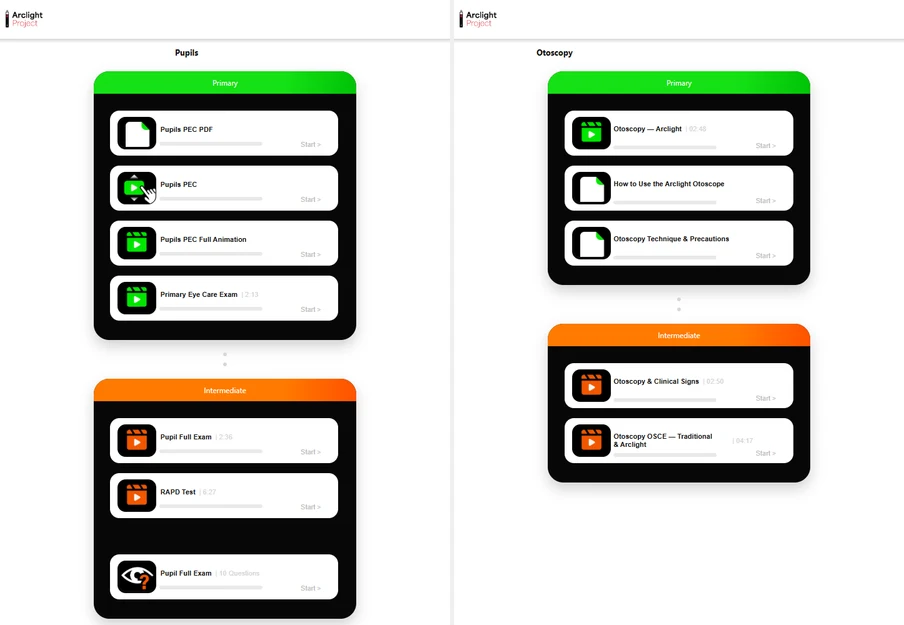 Arclight
Project
Pupils
Primary
Pupils PEC PDF
Start >
Pupils PEC
Start >
Pupils PEC Full Animation
Start >
Primary Eye Care Exam | 2:13
Start >
Intermediate
Pupil Full Exam | 2:36
Start >
RAPD Test | 6:27
Start >
Pupil Full Exam | 10 Questions
Start >
Arclight
Project
Otoscopy
Primary
Otoscopy — Arclight | 02:48
Start >
How to Use the Arclight Otoscope
Start >
Otoscopy Technique & Precautions
Start >
Intermediate
Otoscopy & Clinical Signs | 02:56
Start >
Otoscopy OSCE — Traditional
& Arclight | 04:17
Start >